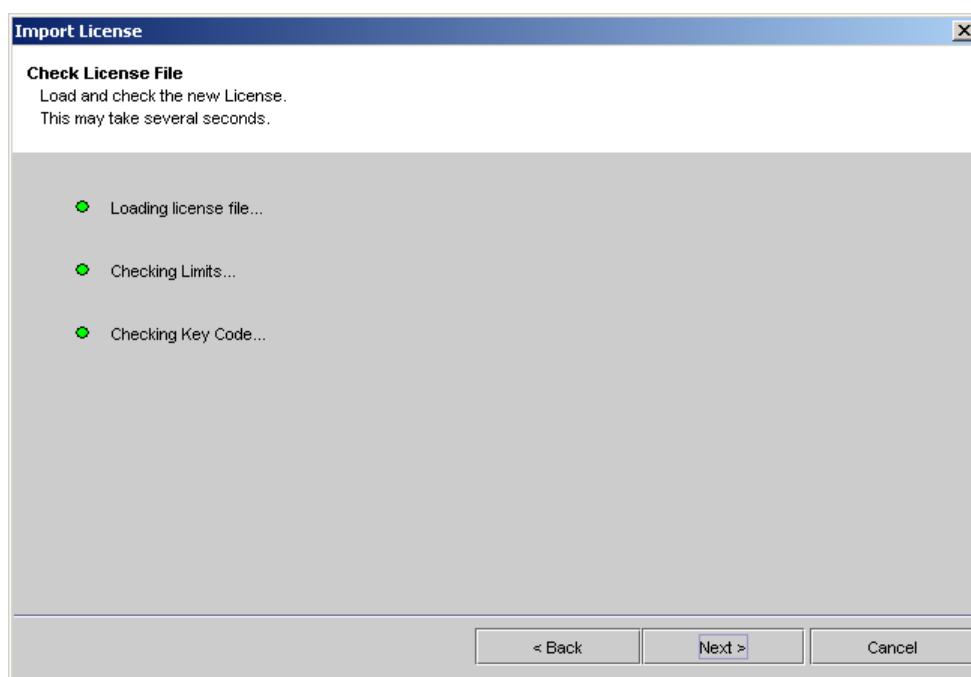 Import License
Check License File
Load and check the new License.
This may take several seconds.
Loading license file...
Checking Limits...
Checking Key Code...
< Back Next > Cancel